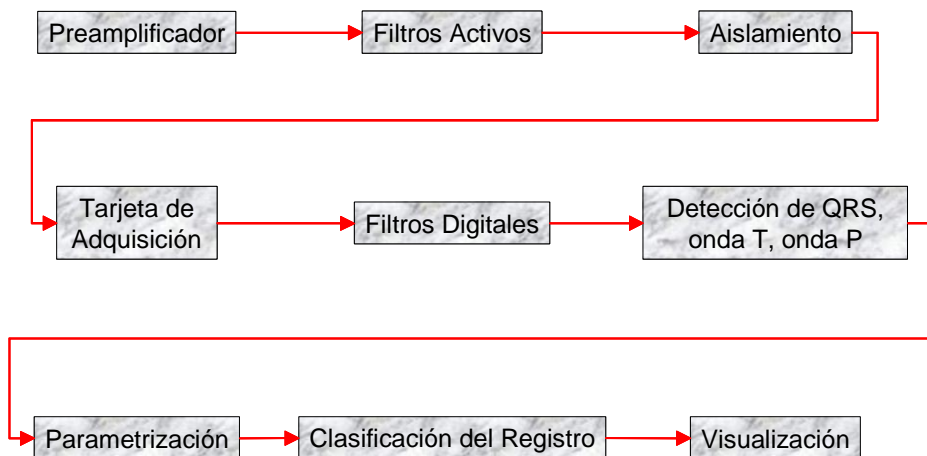 Preamplificador
Filtros Activos
Aislamiento
Tarjeta de
Adquisición
Filtros Digitales
Detección de QRS,
onda T, onda P
Parametrización
Clasificación del Registro
Visualización